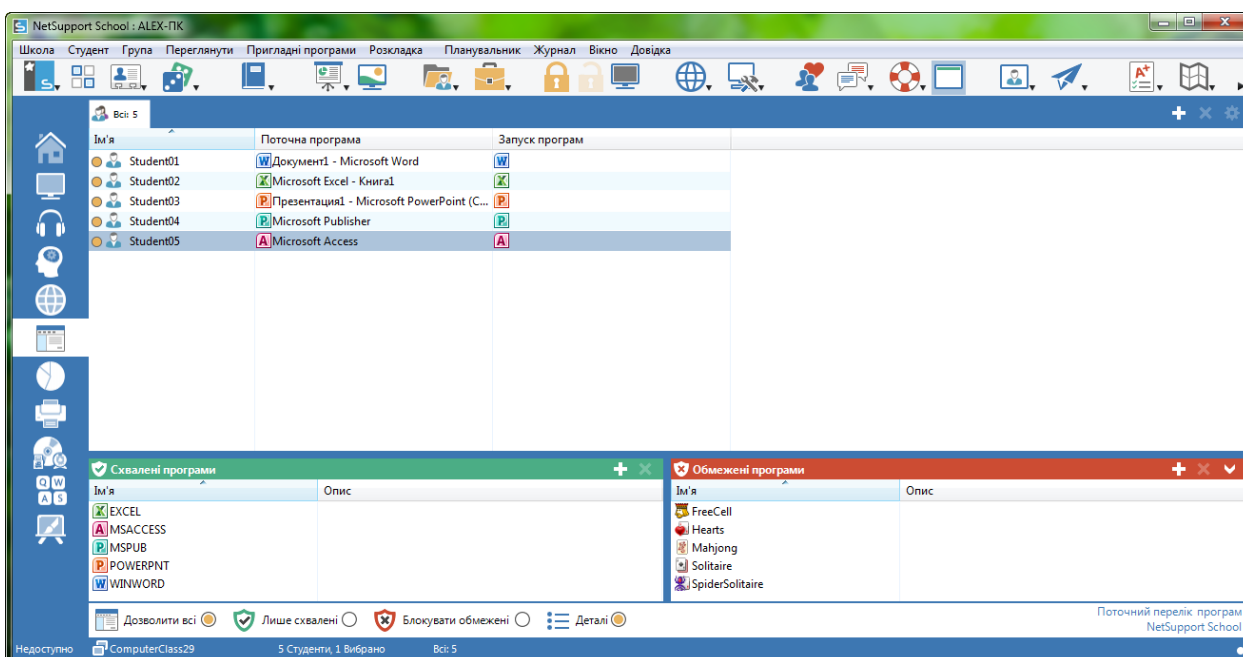 NetSupport School : ALEX-ПК
Школа Студент Група Переглянути Пригладні програми Розкладка Планувальник Журнал Вікно Довідка
Всі: 5
Ім'я Поточна програма Запуск програм
Student01 Документ1 - Microsoft Word
Student02 Microsoft Excel - Книга1
Student03 Презентация1 - Microsoft PowerPoint (С...
Student04 Microsoft Publisher
Student05 Microsoft Access
Схвалені програми
Ім'я Опис
EXCEL
MSACCESS
MSPUB
POWERPNT
WINWORD
Обмежені програми
Ім'я Опис
FreeCell
Hearts
Mahjong
Solitaire
SpiderSolitaire
Дозволити всі Лише схвалені Блокувати обмежені Деталі
Поточний перелік програм
NetSupport School
Недоступно ComputerClass29 5 Студенти, 1 Вибрано Всі: 5